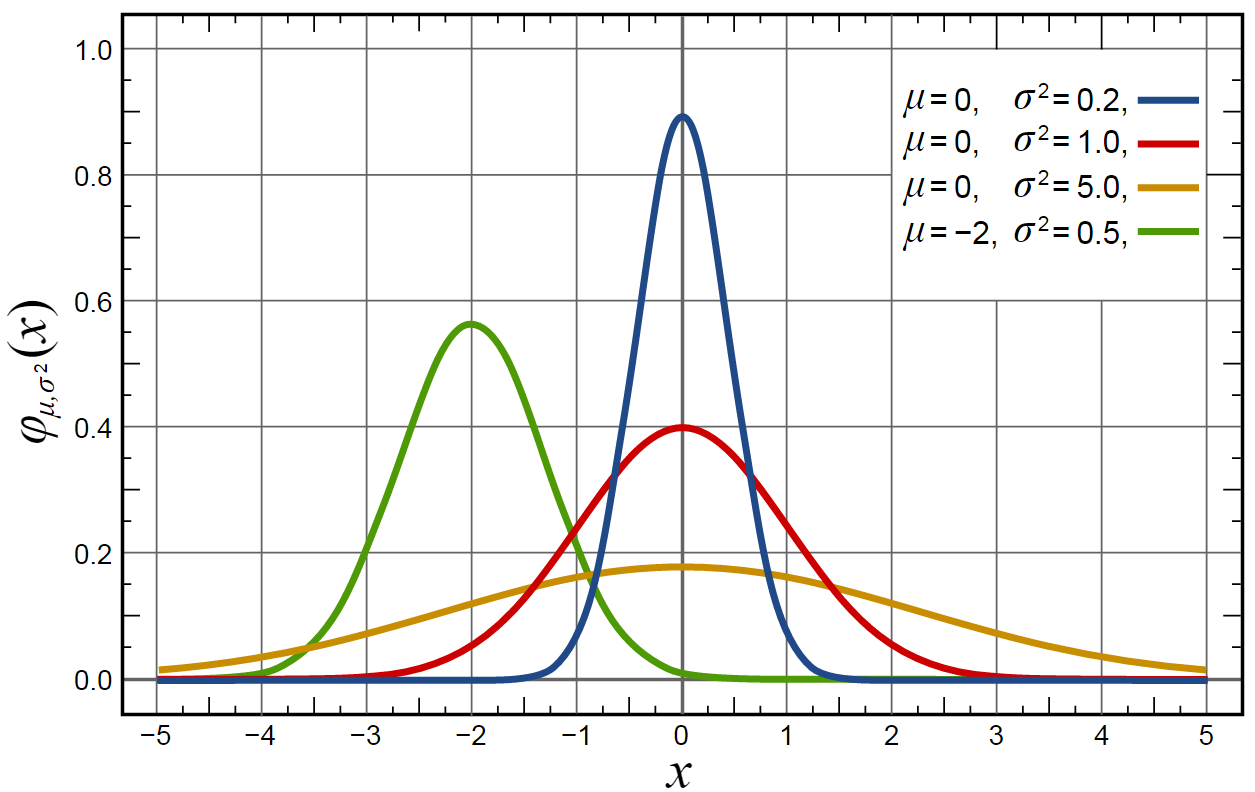 1.0
μ = 0, σ² = 0.2,
μ = 0, σ² = 1.0,
0.8
μ = 0, σ² = 5.0,
μ = −2, σ² = 0.5,
0.6
φμ,σ²(x)
0.4
0.2
0.0
−5 −4 −3 −2 −1 0 1 2 3 4 5
x